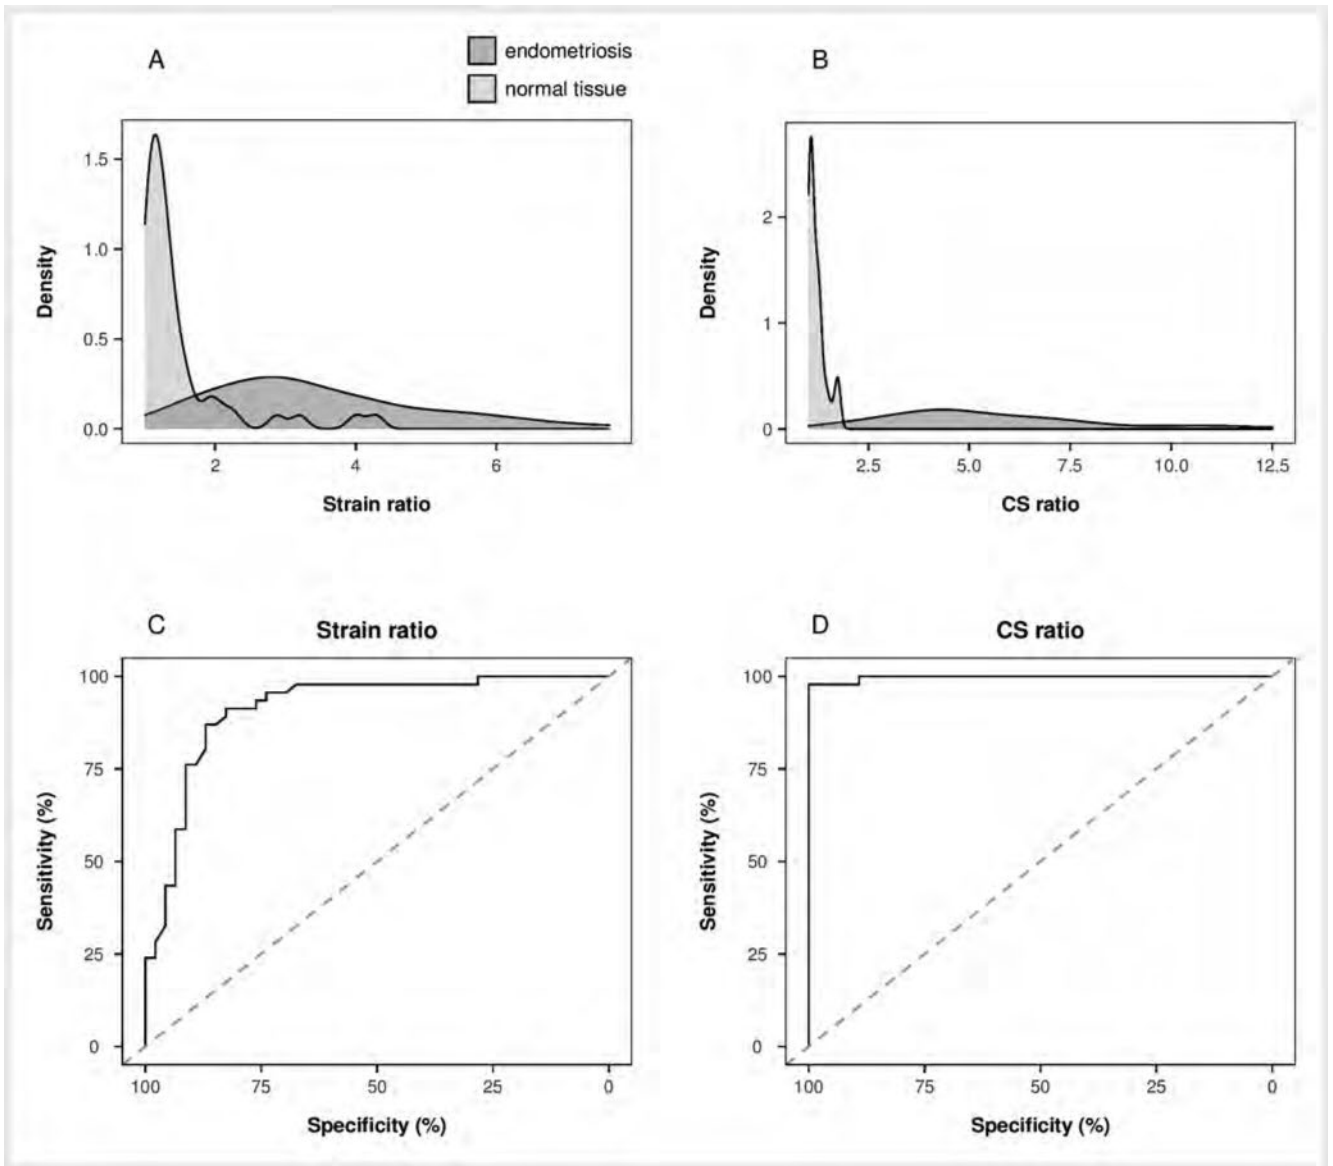 A
endometriosis
normal tissue
B
Density
1.5
1.0
0.5
0.0
2
4
6
Strain ratio
Density
2
1
0
2.5
5.0
7.5
10.0
12.5
CS ratio
C
Strain ratio
Sensitivity (%)
100
75
50
25
0
100
75
50
25
0
Specificity (%)
D
CS ratio
Sensitivity (%)
100
75
50
25
0
100
75
50
25
0
Specificity (%)